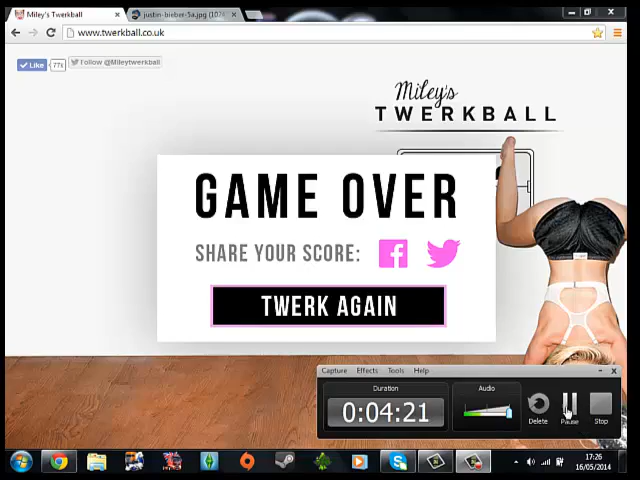 Miley's Twerkball
justin-bieber-5a.jpg (1024
www.twerkball.co.uk
Like
77k
Follow @Mileytwerkball
Miley's
TWERKBALL
GAME OVER
SHARE YOUR SCORE:
TWERK AGAIN
Capture Effects Tools Help
Duration
0:04:21
Audio
Delete
Pause
Stop
17:26
16/05/2014